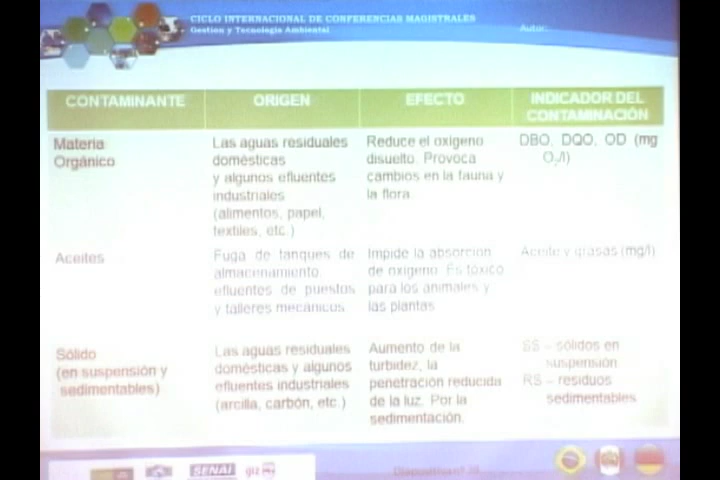 CICLO INTERNACIONAL DE CONFERENCIAS MAGISTRALES
Gestion y Tecnologia Ambiental
Autor:
CONTAMINANTE
ORIGEN
EFECTO
INDICADOR DEL
CONTAMINACIÓN
Materia
Orgánico
Las aguas residuales
domésticas
y algunos efluentes
industriales
(alimentos, papel,
textiles, etc.)
Reduce el oxígeno
disuelto. Provoca
cambios en la fauna y
la flora.
DBO, DQO, OD (mg
O₂/l)
Aceites
Fuga de tanques de
almacenamiento,
efluentes de puestos
y talleres mecánicos.
Impide la absorción
de oxígeno. Es tóxico
para los animales y
las plantas
Aceite y grasas (mg/l)
Sólido
(en suspensión y
sedimentables)
Las aguas residuales
domésticas y algunos
efluentes industriales
(arcilla, carbón, etc.)
Aumento de la
turbidez, la
penetración reducida
de la luz. Por la
sedimentación.
SS – sólidos en
suspensión
RS – residuos
sedimentables
SENAI
giz
Diapositiva nº